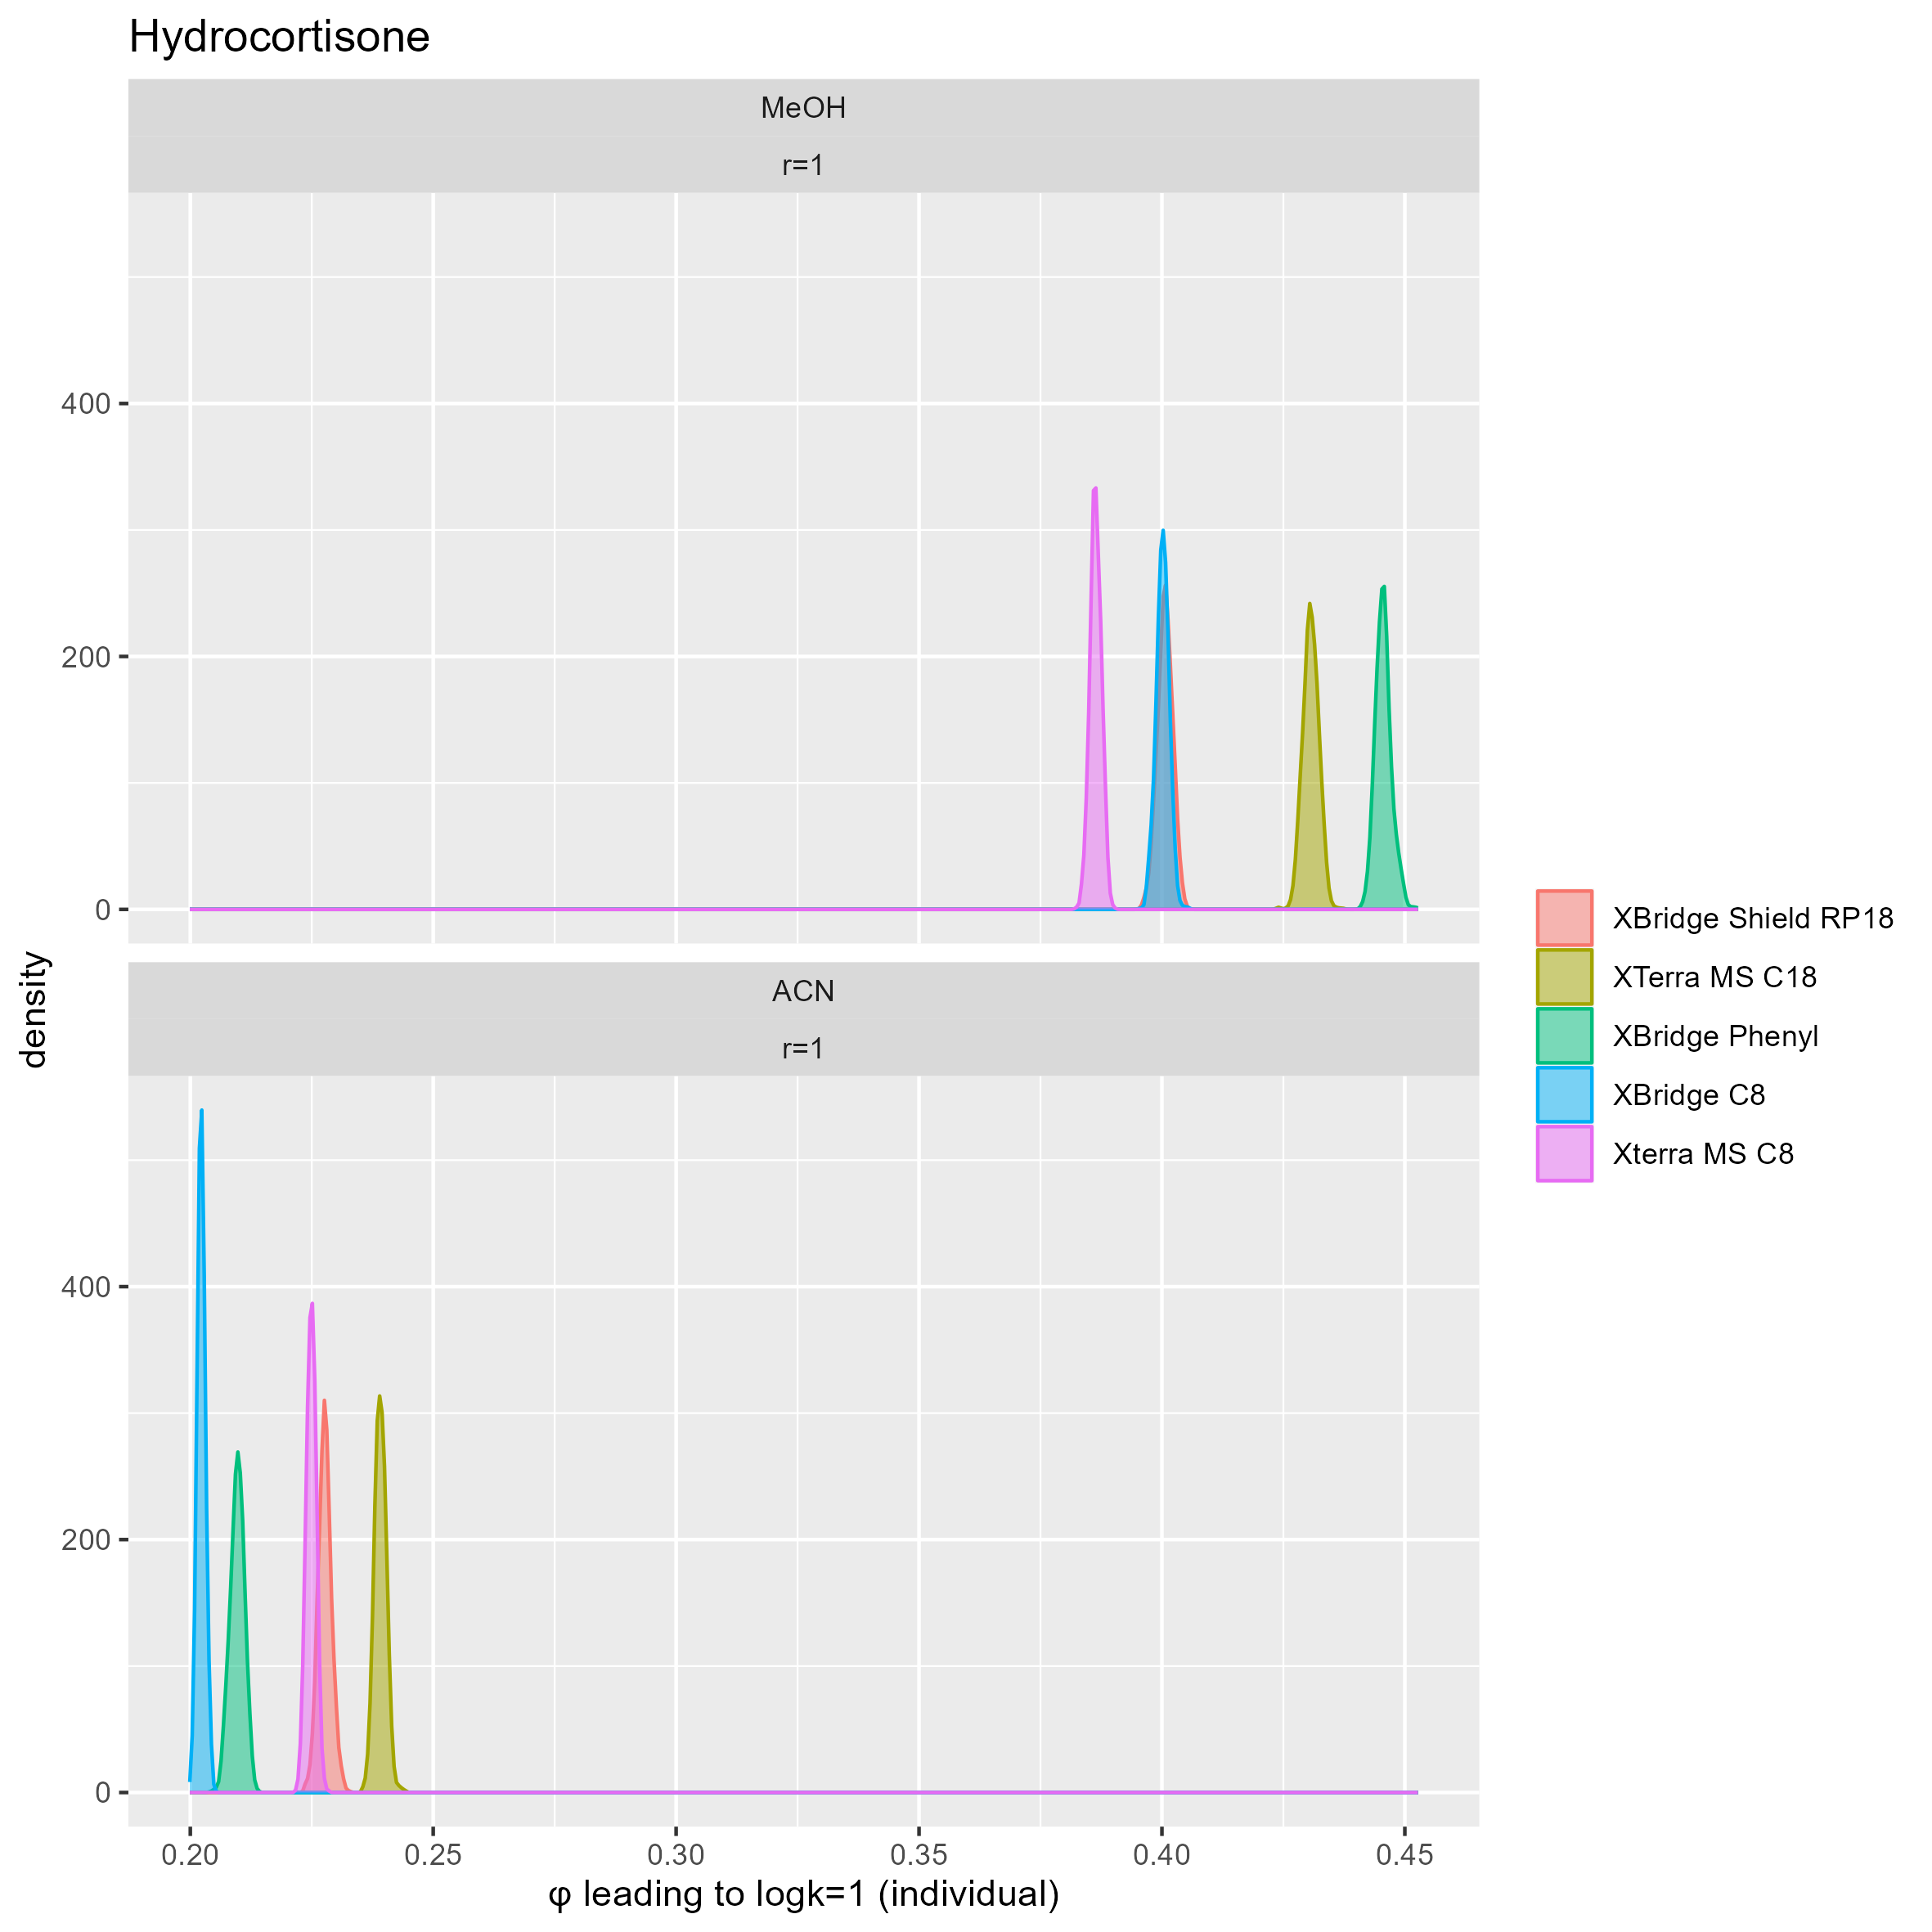 Hydrocortisone
MeOH
r=1
400
200
0
density
ACN
r=1
400
200
0
0.20 0.25 0.30 0.35 0.40 0.45
φ leading to logk=1 (individual)
XBridge Shield RP18
XTerra MS C18
XBridge Phenyl
XBridge C8
Xterra MS C8